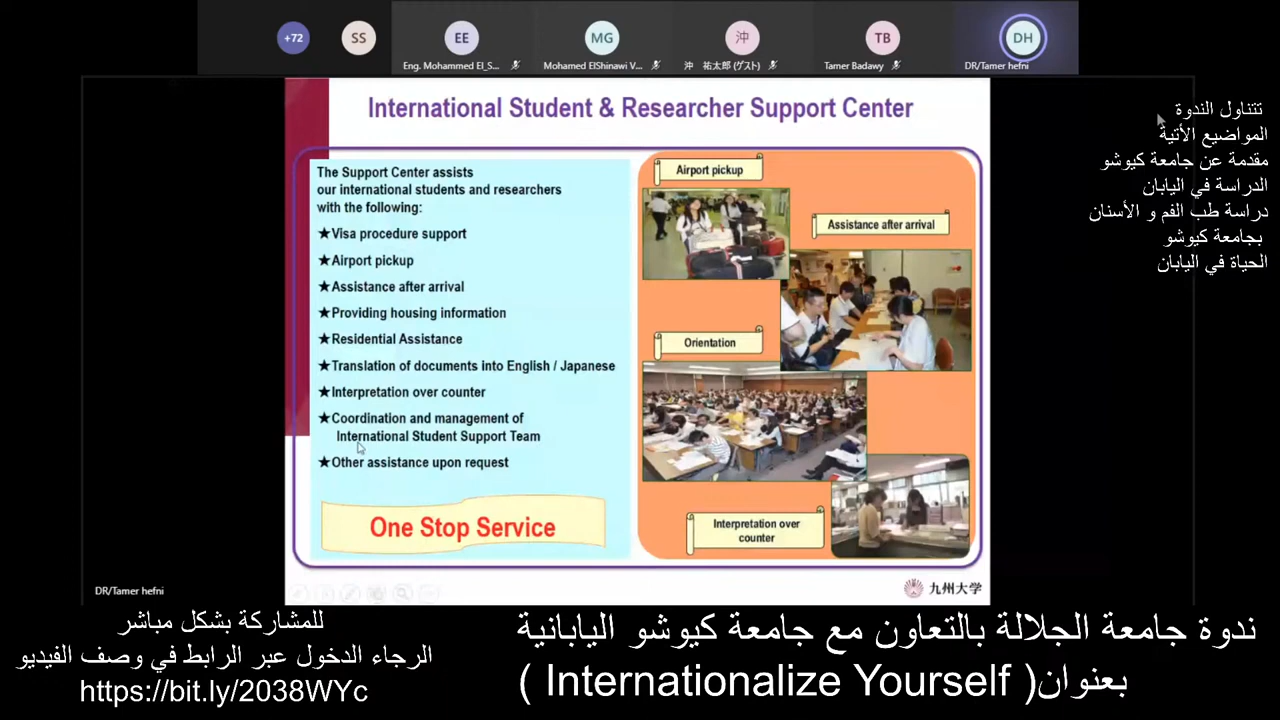 +72
SS
EE
MG
沖
TB
DH
Eng. Mohammed El_S...
Mohamed ElShinawi V...
沖 祐太郎 (ゲスト)
Tamer Badawy
DR/Tamer hefni
International Student & Researcher Support Center
The Support Center assists
our international students and researchers
with the following:
★Visa procedure support
★Airport pickup
★Assistance after arrival
★Providing housing information
★Residential Assistance
★Translation of documents into English / Japanese
★Interpretation over counter
★Coordination and management of
International Student Support Team
★Other assistance upon request
One Stop Service
Airport pickup
Assistance after arrival
Orientation
Interpretation over
counter
九州大学
DR/Tamer hefni
تتناول الندوة
المواضيع الأتية
مقدمة عن جامعة كيوشو
الدراسة في اليابان
دراسة طب الفم و الأسنان
بجامعة كيوشو
الحياة في اليابان
للمشاركة بشكل مباشر
الرجاء الدخول عبر الرابط في وصف الفيديو
https://bit.ly/2038WYc
ندوة جامعة الجلالة بالتعاون مع جامعة كيوشو اليابانية
بعنوان( Internationalize Yourself )